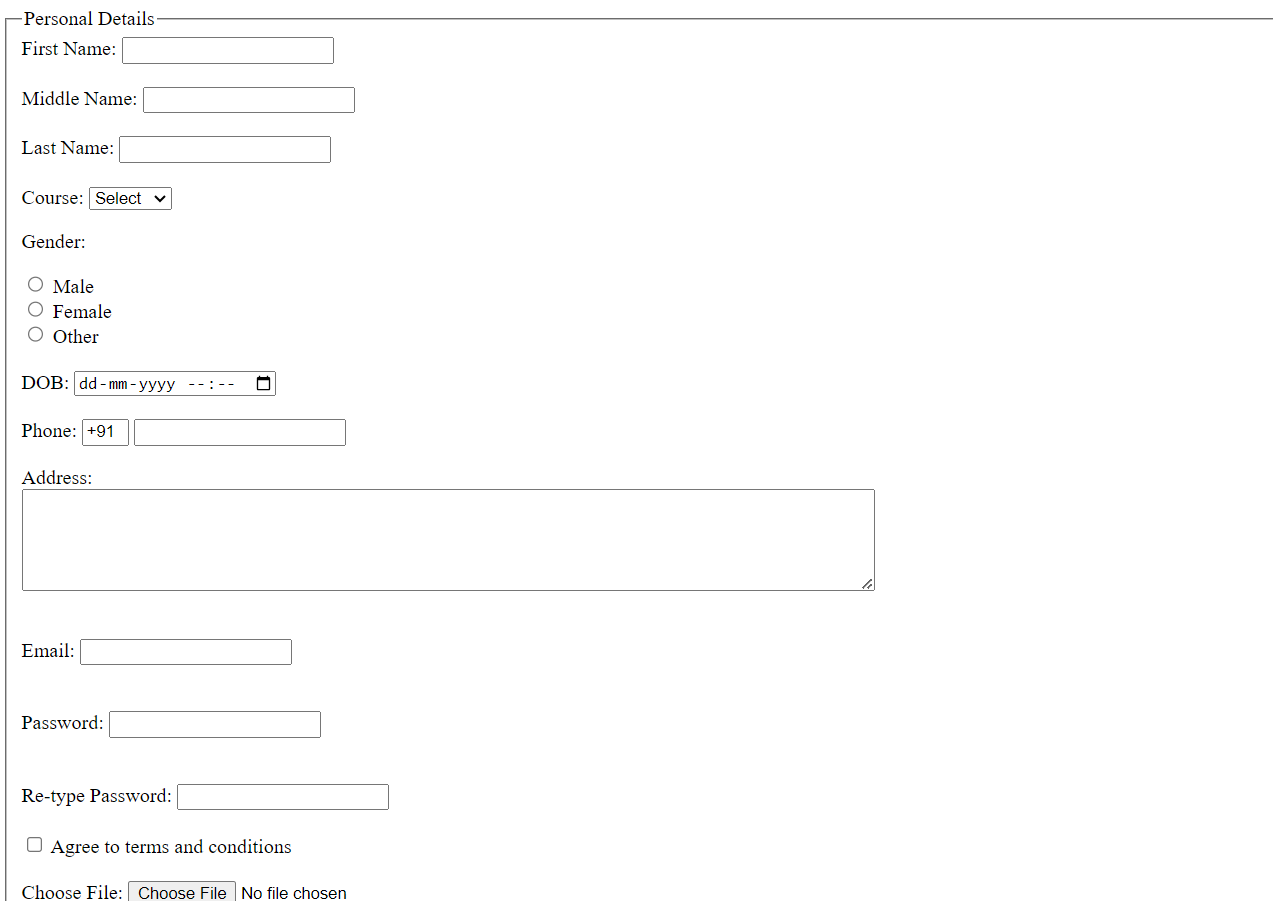 Personal Details
First Name:
Middle Name:
Last Name:
Course: Select
Gender:
Male
Female
Other
DOB: dd-mm-yyyy --:--
Phone: +91
Address:
Email:
Password:
Re-type Password:
Agree to terms and conditions
Choose File: Choose File No file chosen